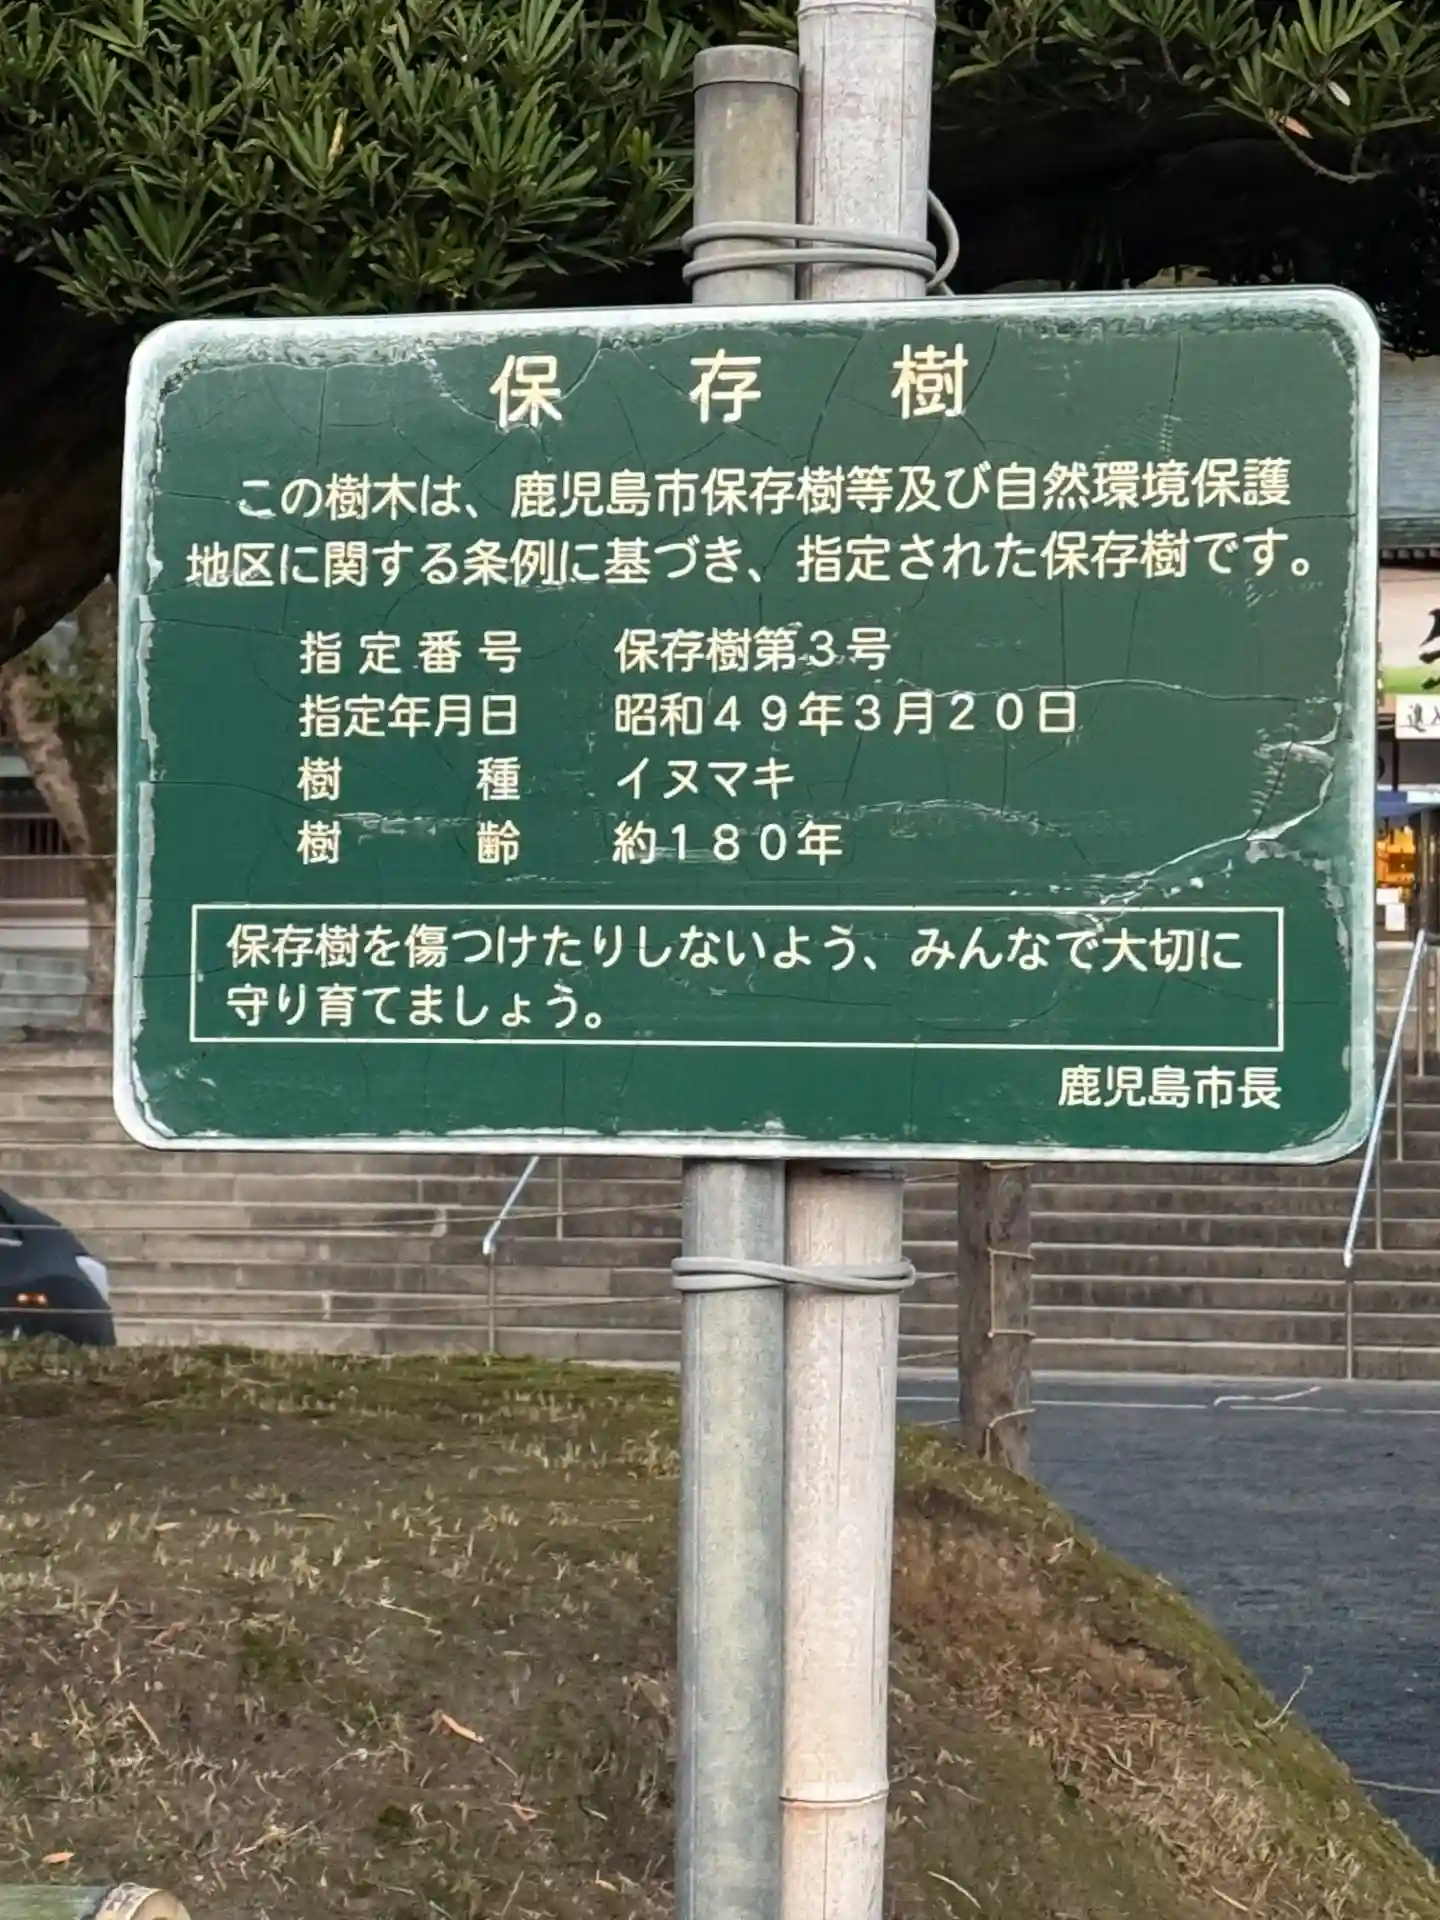 保存樹
この樹木は、鹿児島市保存樹等及び自然環境保護
地区に関する条例に基づき、指定された保存樹です。
指定番号 保存樹第3号
指定年月日 昭和49年3月20日
樹種 イヌマキ
樹齢 約180年
保存樹を傷つけたりしないよう、みんなで大切に
守り育てましょう。
鹿児島市長